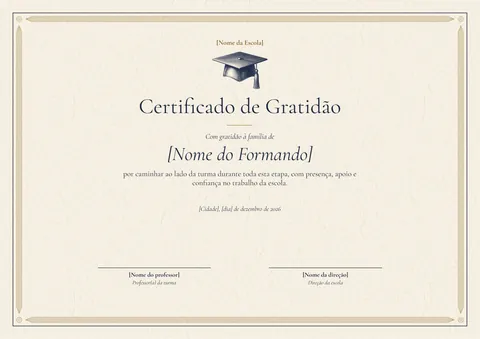 [Nome da Escola]
Certificado de Gratidão
Com gratidão à família de
[Nome do Formando]
por caminhar ao lado da turma durante toda esta etapa, com presença, apoio e
confiança no trabalho da escola.
[Cidade], [dia] de dezembro de 2026
[Nome do professor]
[Nome da direção]
Professor(a) da turma
Direção da escola